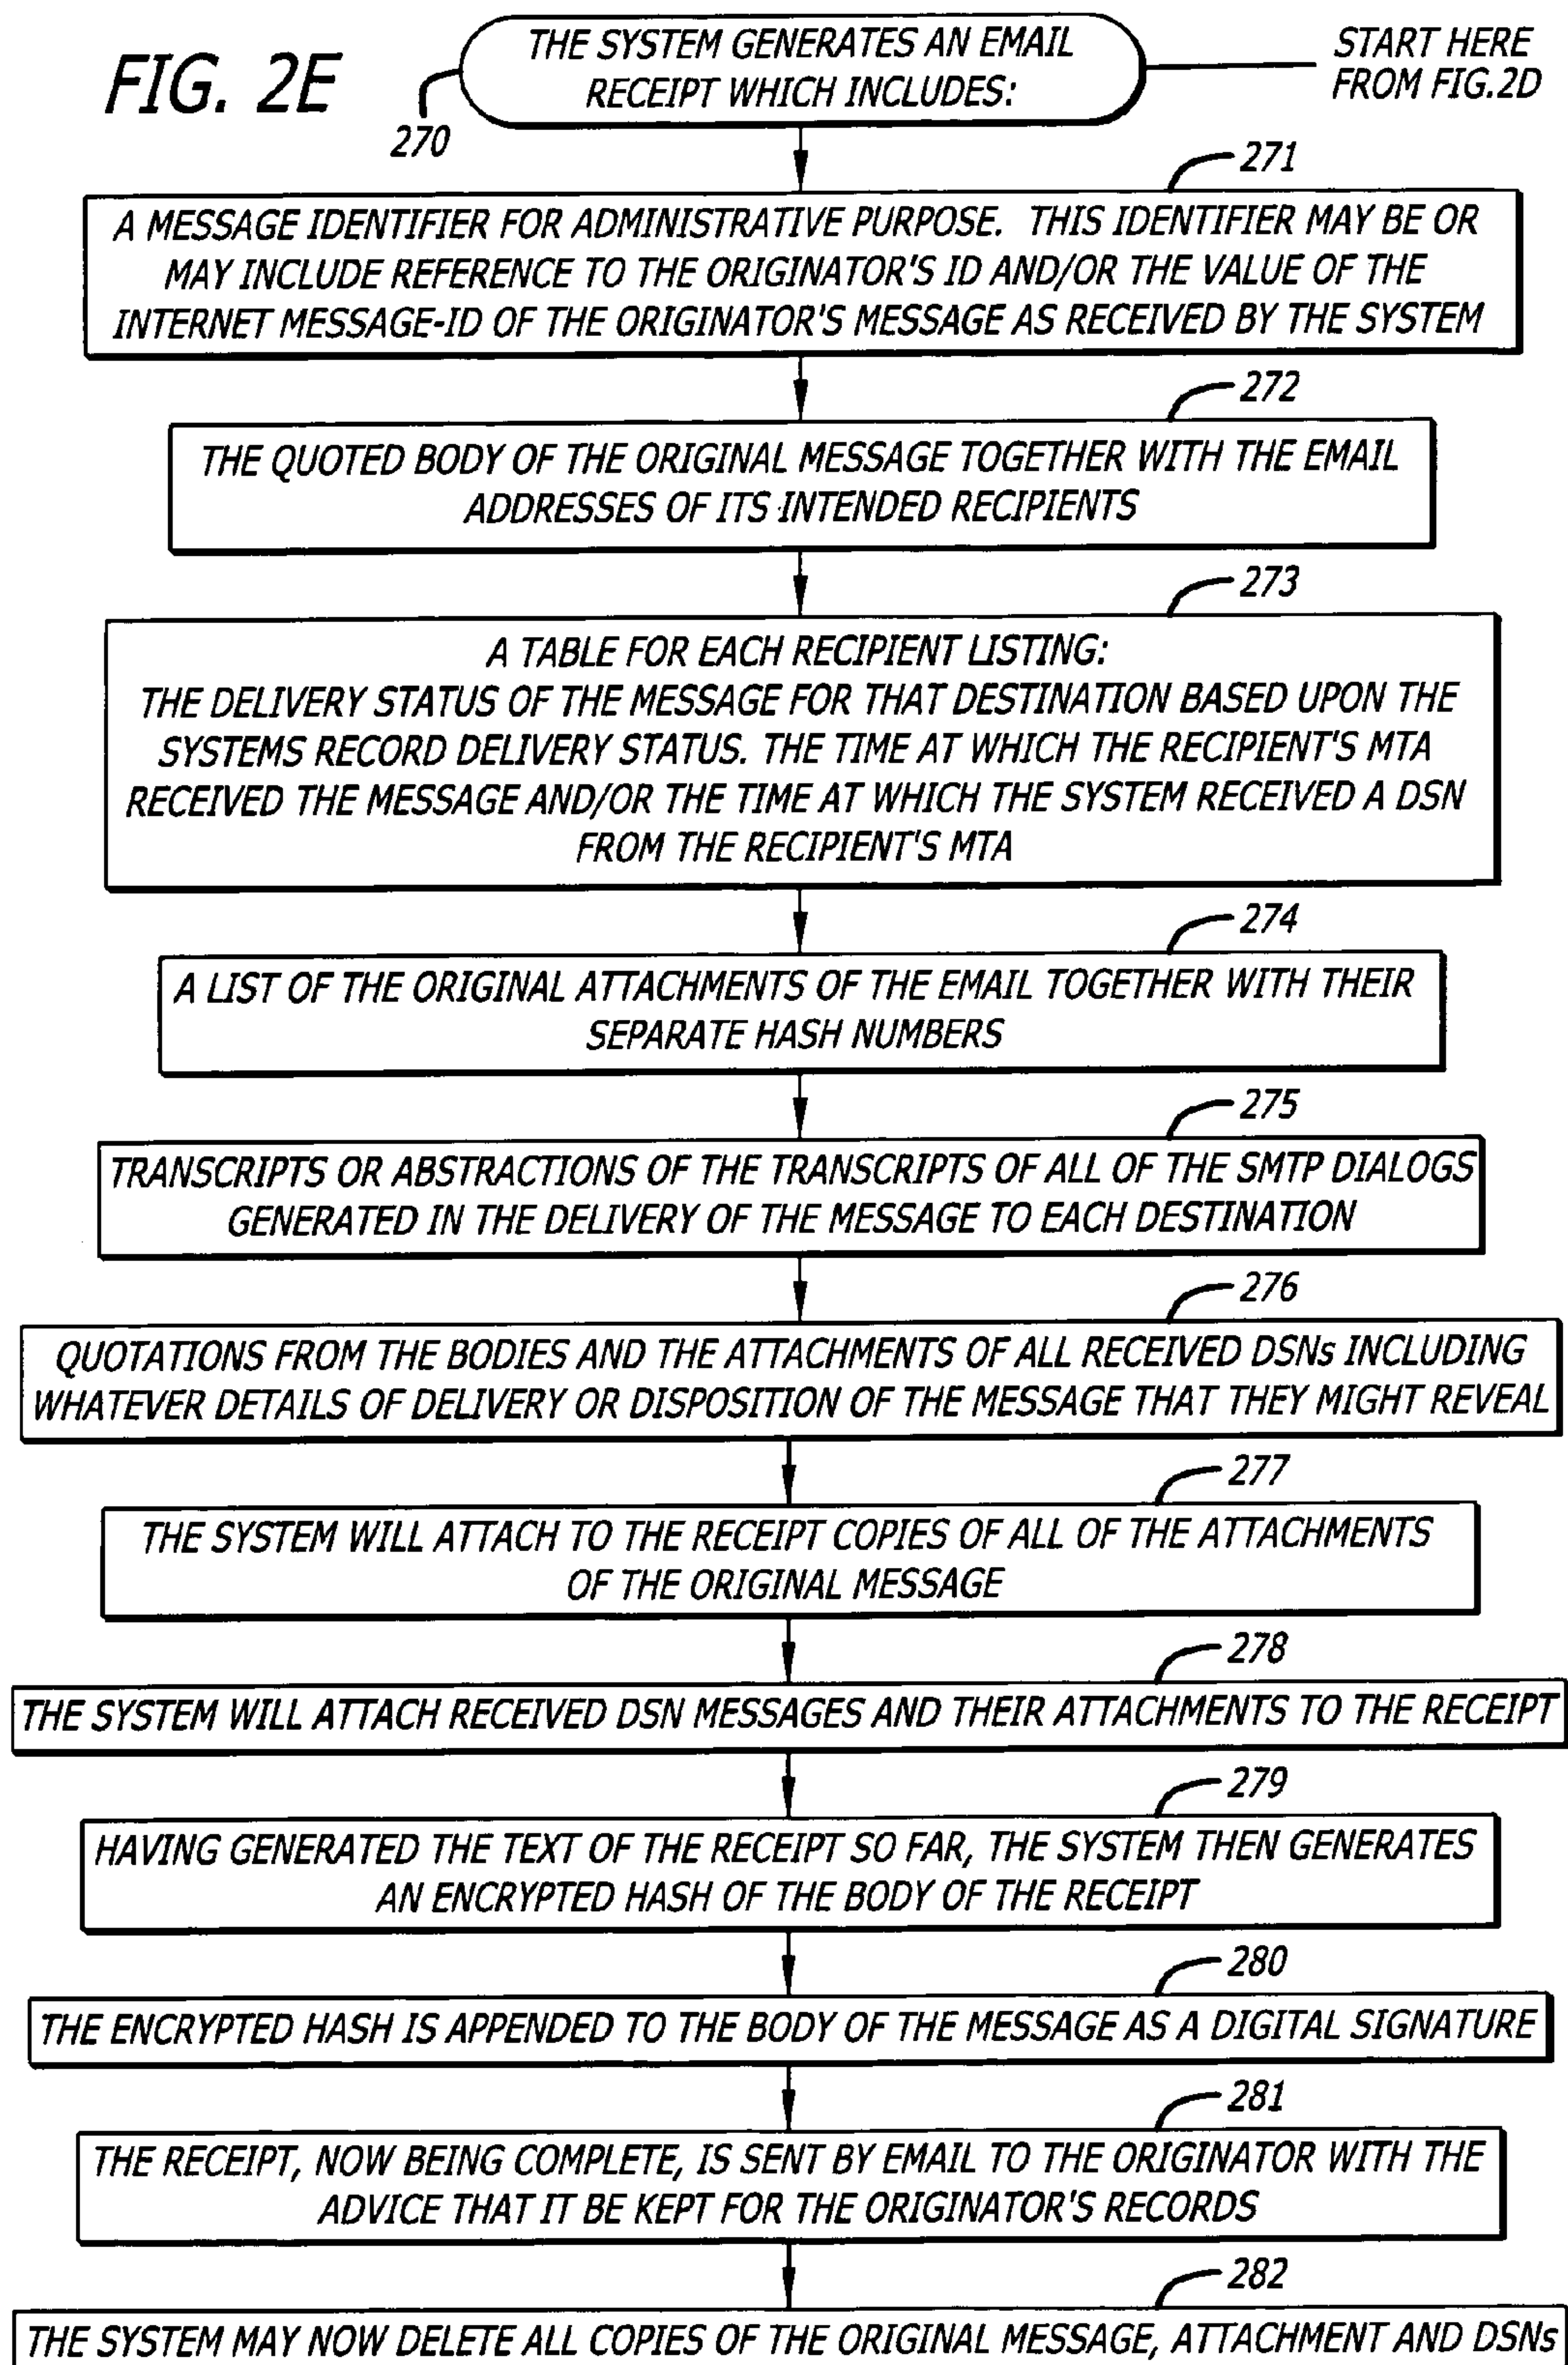 FIG. 2E
THE SYSTEM GENERATES AN EMAIL
RECEIPT WHICH INCLUDES:
START HERE
FROM FIG.2D
270
271
A MESSAGE IDENTIFIER FOR ADMINISTRATIVE PURPOSE. THIS IDENTIFIER MAY BE OR
MAY INCLUDE REFERENCE TO THE ORIGINATOR'S ID AND/OR THE VALUE OF THE
INTERNET MESSAGE-ID OF THE ORIGINATOR'S MESSAGE AS RECEIVED BY THE SYSTEM
272
THE QUOTED BODY OF THE ORIGINAL MESSAGE TOGETHER WITH THE EMAIL
ADDRESSES OF ITS INTENDED RECIPIENTS
273
A TABLE FOR EACH RECIPIENT LISTING:
THE DELIVERY STATUS OF THE MESSAGE FOR THAT DESTINATION BASED UPON THE
SYSTEMS RECORD DELIVERY STATUS. THE TIME AT WHICH THE RECIPIENT'S MTA
RECEIVED THE MESSAGE AND/OR THE TIME AT WHICH THE SYSTEM RECEIVED A DSN
FROM THE RECIPIENT'S MTA
274
A LIST OF THE ORIGINAL ATTACHMENTS OF THE EMAIL TOGETHER WITH THEIR
SEPARATE HASH NUMBERS
275
TRANSCRIPTS OR ABSTRACTIONS OF THE TRANSCRIPTS OF ALL OF THE SMTP DIALOGS
GENERATED IN THE DELIVERY OF THE MESSAGE TO EACH DESTINATION
276
QUOTATIONS FROM THE BODIES AND THE ATTACHMENTS OF ALL RECEIVED DSNs INCLUDING
WHATEVER DETAILS OF DELIVERY OR DISPOSITION OF THE MESSAGE THAT THEY MIGHT REVEAL
277
THE SYSTEM WILL ATTACH TO THE RECEIPT COPIES OF ALL OF THE ATTACHMENTS
OF THE ORIGINAL MESSAGE
278
THE SYSTEM WILL ATTACH RECEIVED DSN MESSAGES AND THEIR ATTACHMENTS TO THE RECEIPT
279
HAVING GENERATED THE TEXT OF THE RECEIPT SO FAR, THE SYSTEM THEN GENERATES
AN ENCRYPTED HASH OF THE BODY OF THE RECEIPT
280
THE ENCRYPTED HASH IS APPENDED TO THE BODY OF THE MESSAGE AS A DIGITAL SIGNATURE
281
THE RECEIPT, NOW BEING COMPLETE, IS SENT BY EMAIL TO THE ORIGINATOR WITH THE
ADVICE THAT IT BE KEPT FOR THE ORIGINATOR'S RECORDS
282
THE SYSTEM MAY NOW DELETE ALL COPIES OF THE ORIGINAL MESSAGE, ATTACHMENT AND DSNs